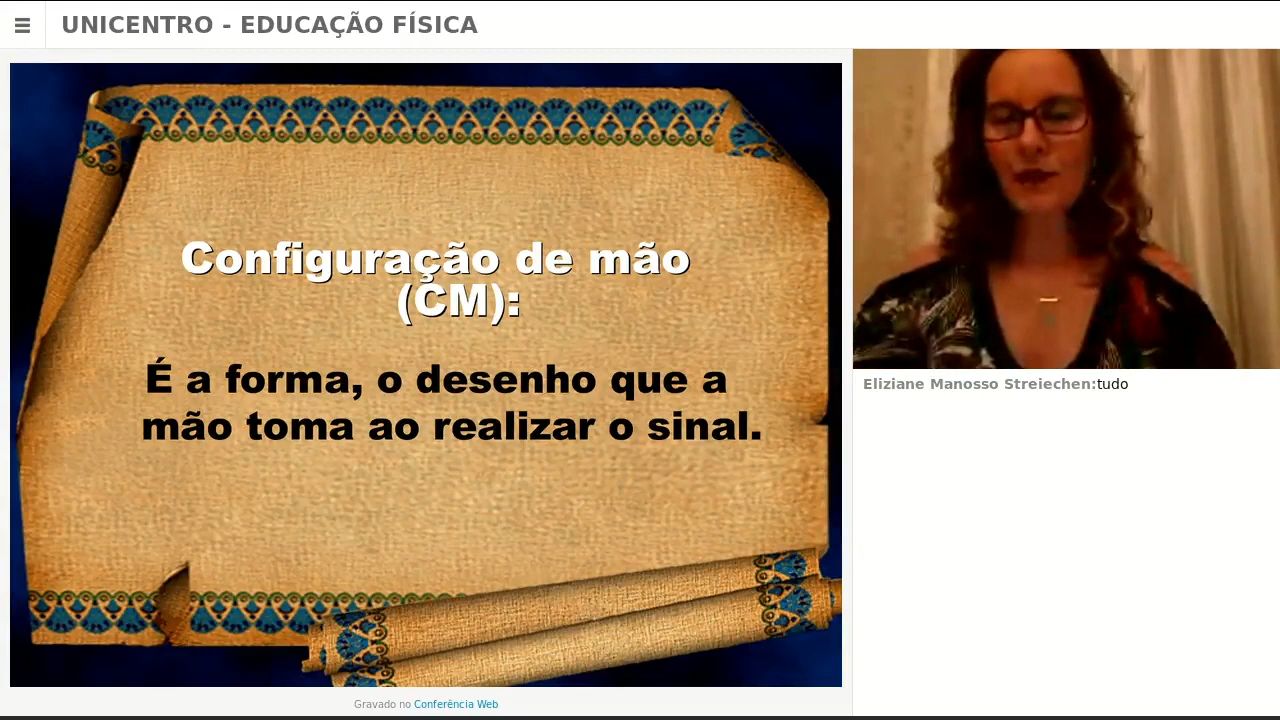 UNICENTRO - EDUCAÇÃO FÍSICA
Configuração de mão
(CM):
É a forma, o desenho que a
mão toma ao realizar o sinal.
Eliziane Manosso Streiechen:tudo
Gravado no Conferência Web